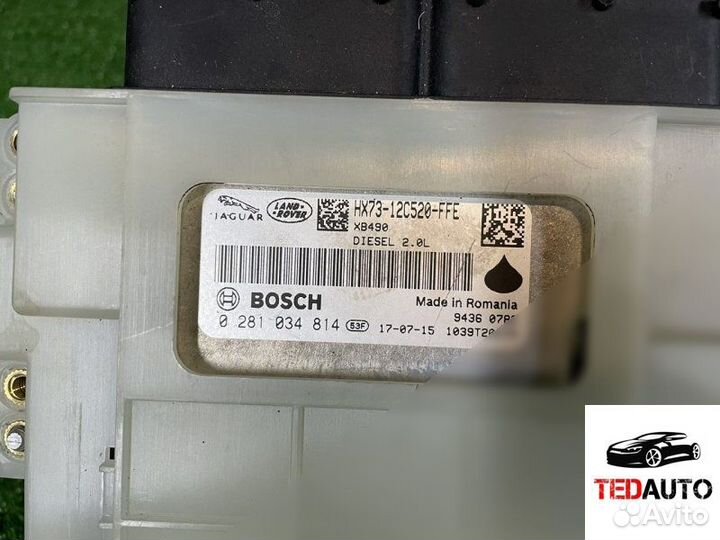 JAGUAR
LAND-
ROVER
HX73-12C520-FFE
XB490
DIESEL 2.0L
BOSCH
Made in Romania
9436
0 281 034 814 53F 17-07-15
TEDAUTO
Avito